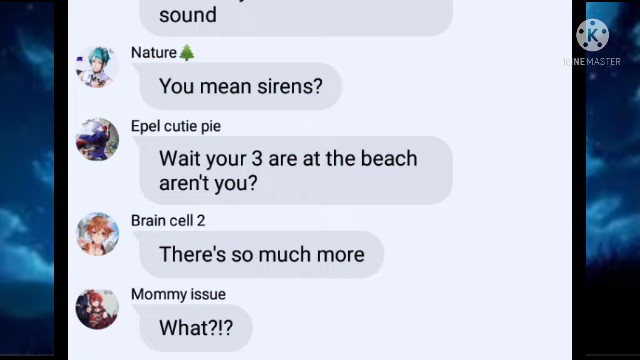 sound
Nature🌲
You mean sirens?
Epel cutie pie
Wait your 3 are at the beach
aren't you?
Brain cell 2
There's so much more
Mommy issue
What?!?
K
KINEMASTER